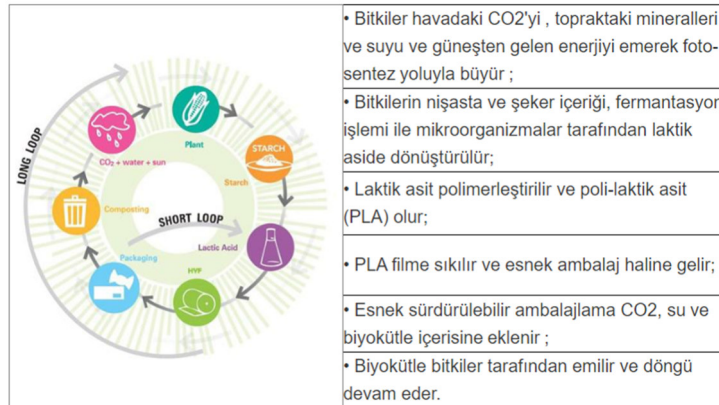 LONG LOOP
CO₂ + water + sun
Plant
STARCH
Starch
Composting
SHORT LOOP
Lactic Acid
Packaging
HYF
• Bitkiler havadaki CO2'yi , topraktaki mineralleri
ve suyu ve güneşten gelen enerjiyi emerek foto-
sentez yoluyla büyür ;
• Bitkilerin nişasta ve şeker içeriği, fermantasyon
işlemi ile mikroorganizmalar tarafından laktik
aside dönüştürülür;
• Laktik asit polimerleştirilir ve poli-laktik asit
(PLA) olur;
• PLA filme sıkılır ve esnek ambalaj haline gelir;
• Esnek sürdürülebilir ambalajlama CO2, su ve
biyokütle içerisine eklenir ;
• Biyokütle bitkiler tarafından emilir ve döngü
devam eder.